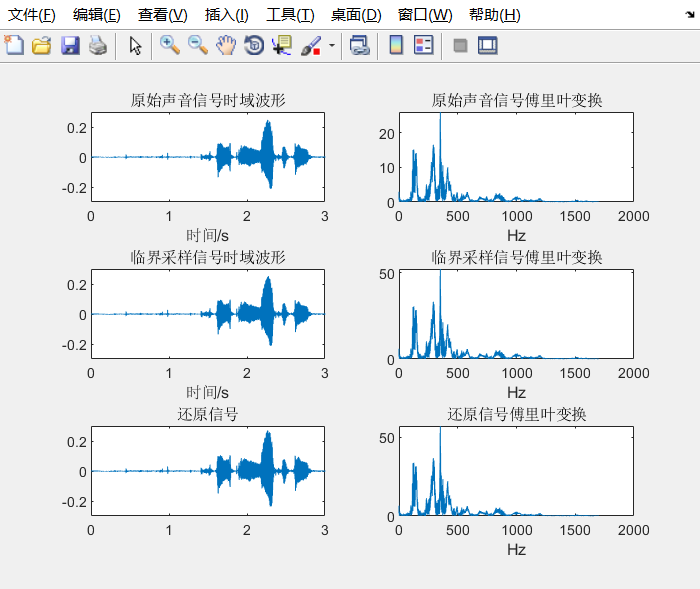 文件(F) 编辑(E) 查看(V) 插入(I) 工具(T) 桌面(D) 窗口(W) 帮助(H)
原始声音信号时域波形
0.2
0
-0.2
0 1 2 3
时间/s
原始声音信号傅里叶变换
20
10
0
0 500 1000 1500 2000
Hz
临界采样信号时域波形
0.2
0
-0.2
0 1 2 3
时间/s
临界采样信号傅里叶变换
50
0
0 500 1000 1500 2000
Hz
还原信号
0.2
0
-0.2
0 1 2 3
还原信号傅里叶变换
50
0
0 500 1000 1500 2000
Hz